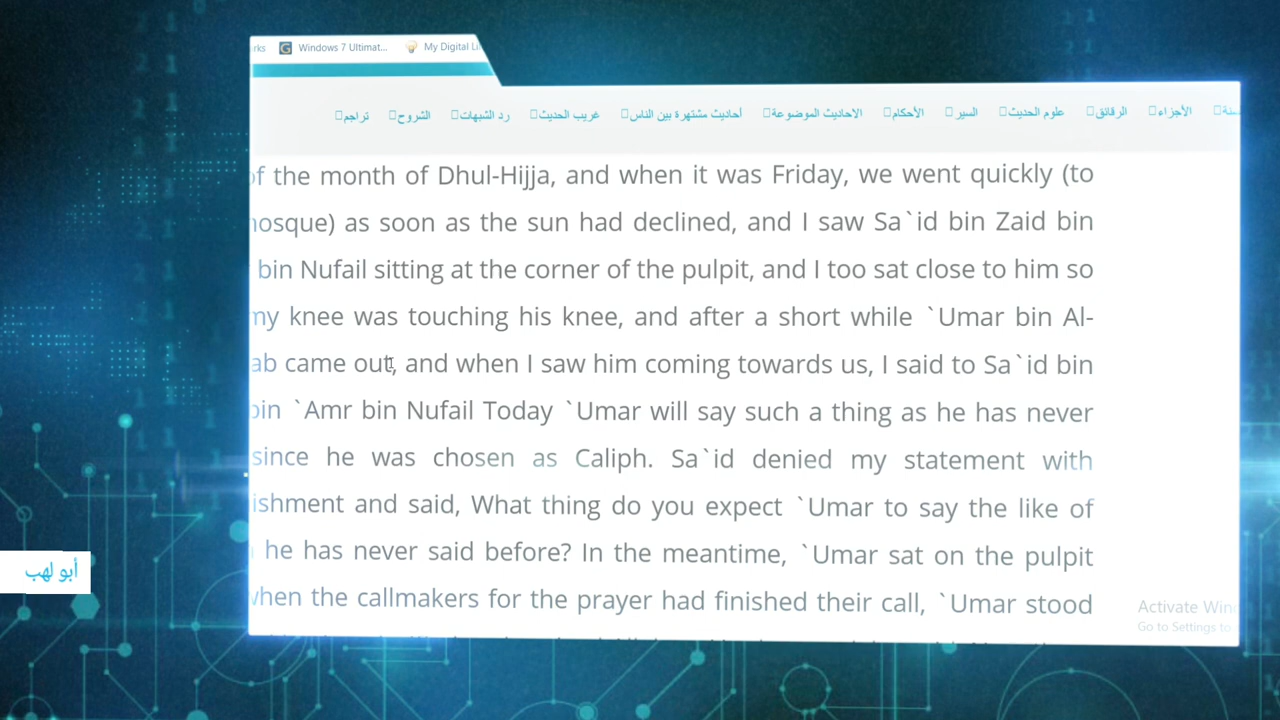 rks Windows 7 Ultimat... My Digital Li
سنة الأجزاء الرقائق علوم الحديث السير الأحكام الاحاديث الموضوعة أحاديث مشتهرة بين الناس غريب الحديث رد الشبهات الشروح تراجم
of the month of Dhul-Hijja, and when it was Friday, we went quickly (to
mosque) as soon as the sun had declined, and I saw Sa`id bin Zaid bin
bin Nufail sitting at the corner of the pulpit, and I too sat close to him so
my knee was touching his knee, and after a short while `Umar bin Al-
ab came out, and when I saw him coming towards us, I said to Sa`id bin
bin `Amr bin Nufail Today `Umar will say such a thing as he has never
since he was chosen as Caliph. Sa`id denied my statement with
ishment and said, What thing do you expect `Umar to say the like of
he has never said before? In the meantime, `Umar sat on the pulpit
when the callmakers for the prayer had finished their call, `Umar stood
أبو لهب
Activate Win
Go to Settings to